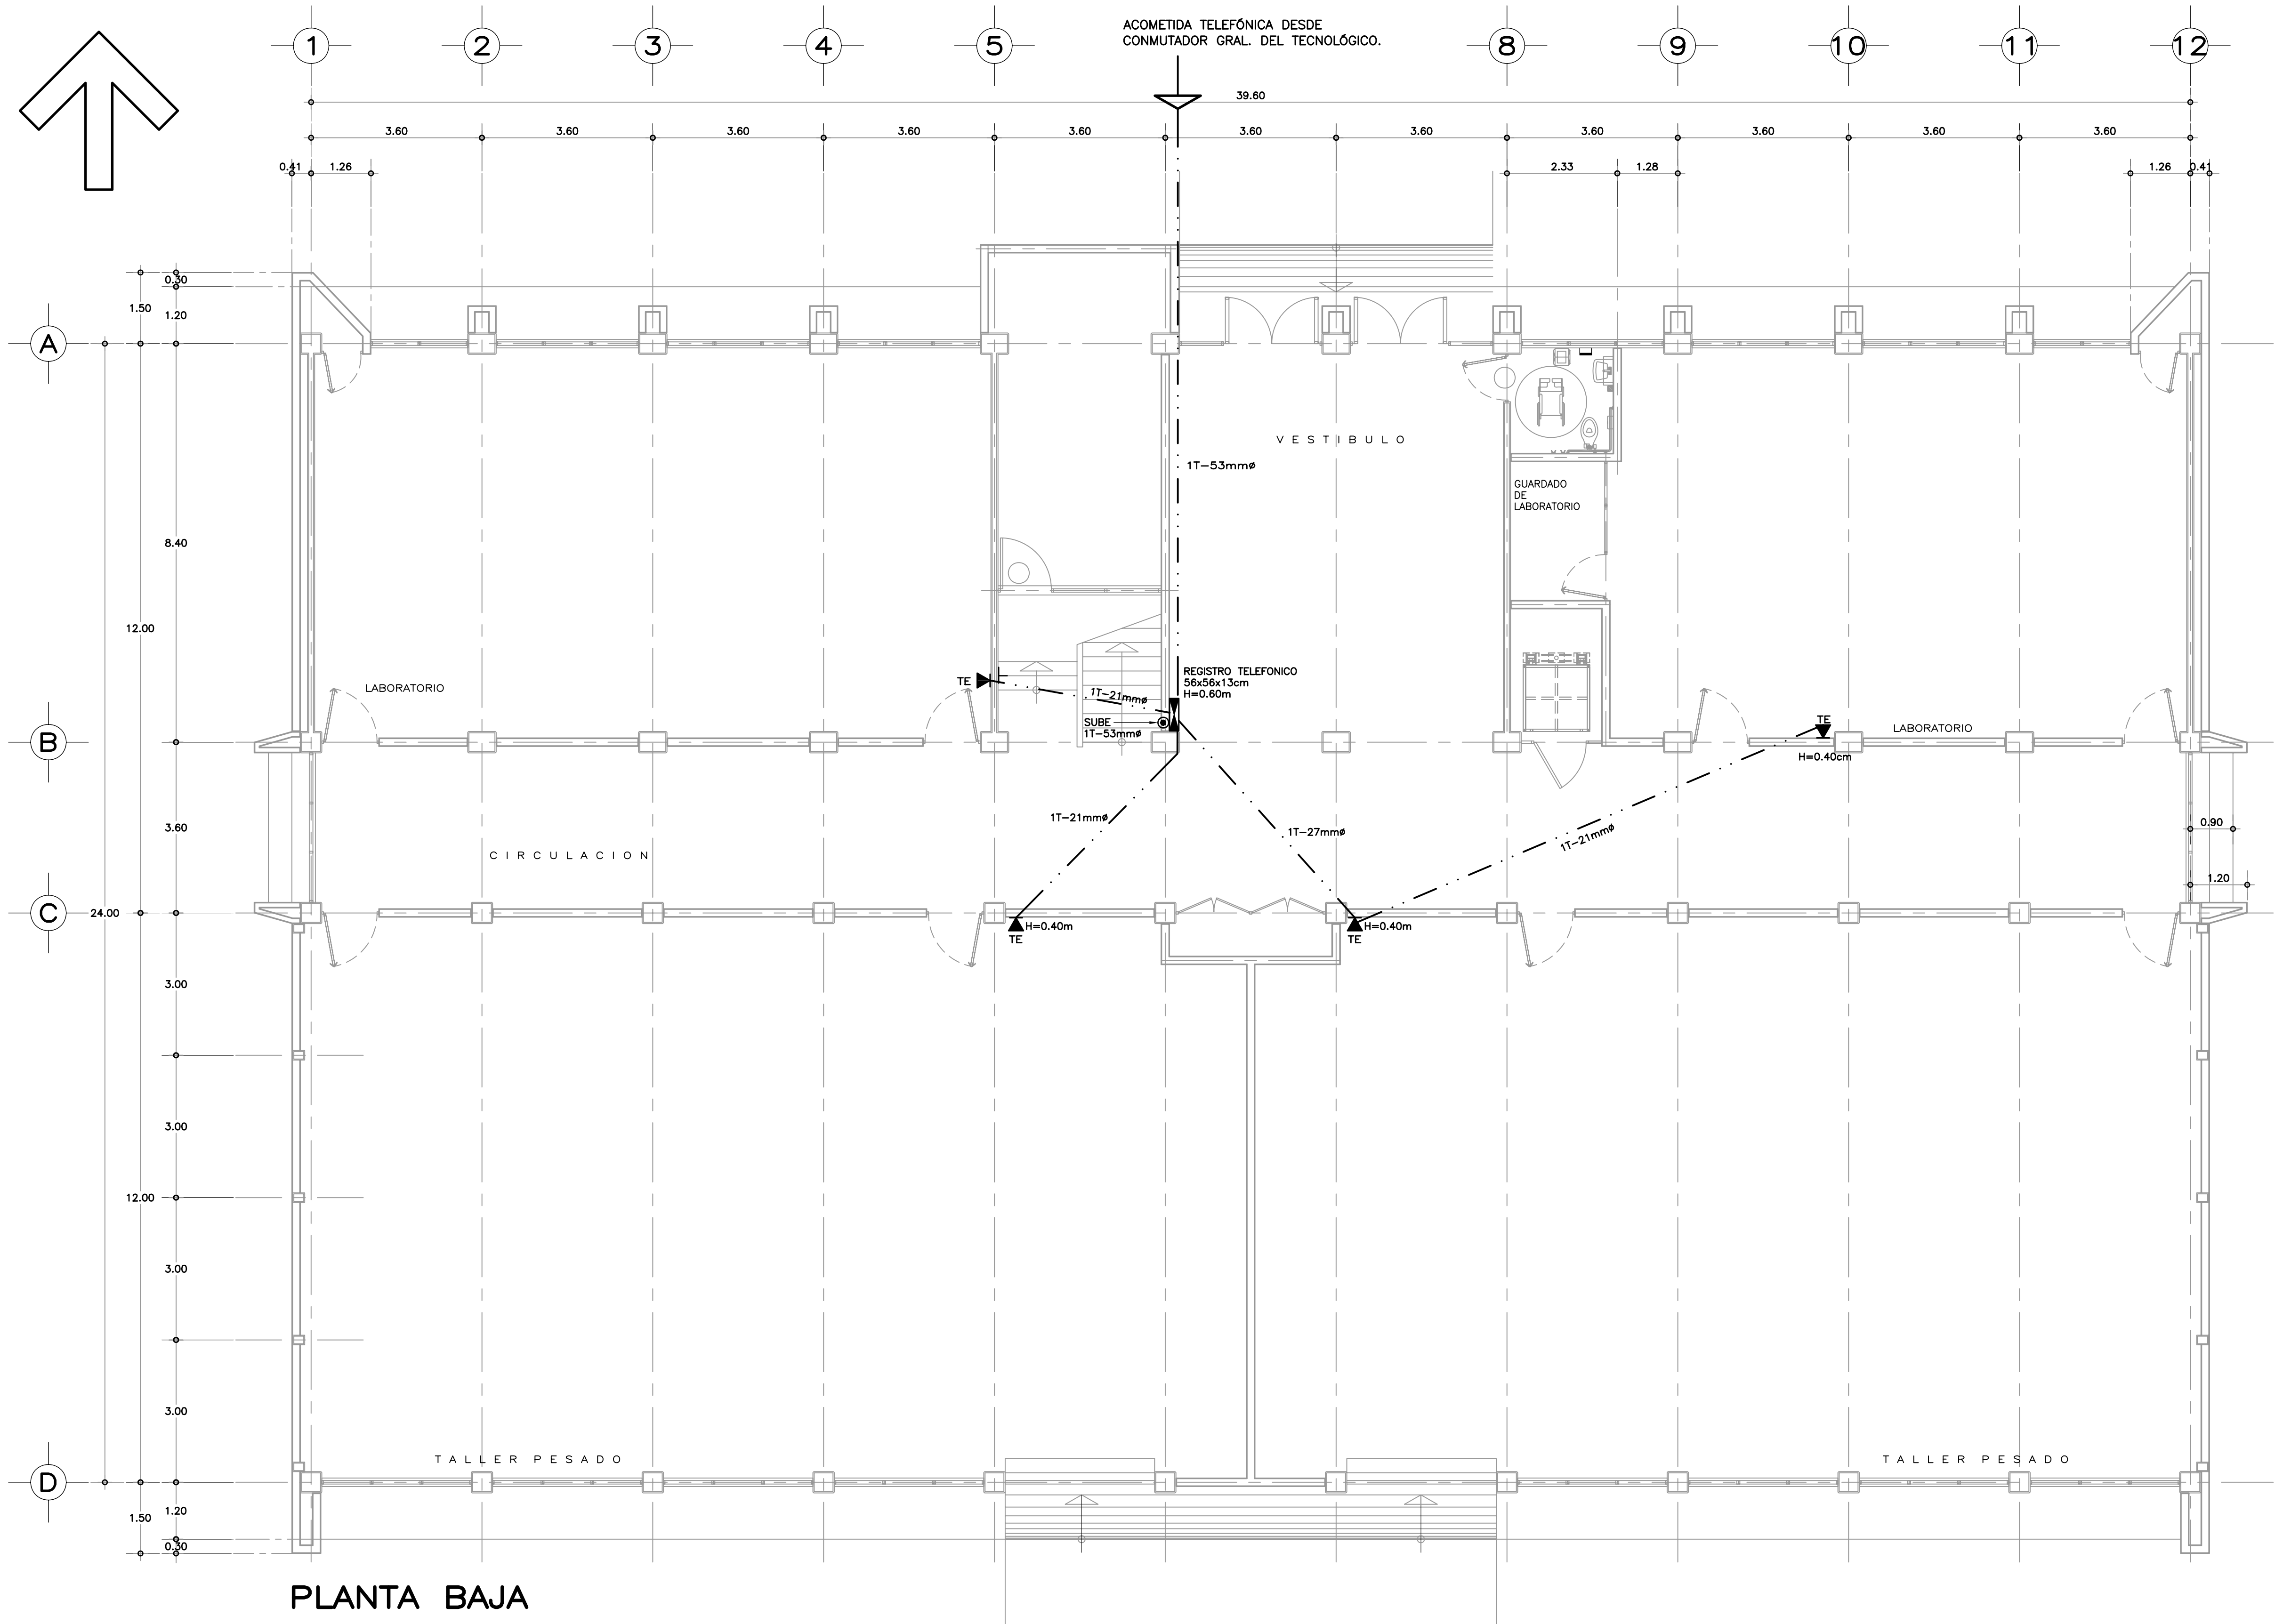 ACOMETIDA TELEFÓNICA DESDE
CONMUTADOR GRAL. DEL TECNOLÓGICO.
1 2 3 4 5 8 9 10 11 12
39.60
3.60 3.60 3.60 3.60 3.60 3.60 3.60 3.60 3.60 3.60 3.60
0.41 1.26 2.33 1.28 1.26 0.41
0.30
1.50
1.20
A
VESTIBULO
1T-53mmø
GUARDADO
DE
LABORATORIO
8.40
12.00
REGISTRO TELEFONICO
56x56x13cm
H=0.60m
TE
1T-21mmø
LABORATORIO
SUBE
1T-53mmø
TE
LABORATORIO
B
H=0.40cm
1T-21mmø
3.60
1T-27mmø
1T-21mmø
0.90
CIRCULACION
1.20
C
24.00
H=0.40m
TE
H=0.40m
TE
3.00
3.00
12.00
3.00
3.00
TALLER PESADO
TALLER PESADO
D
1.20
1.50
0.30
PLANTA BAJA